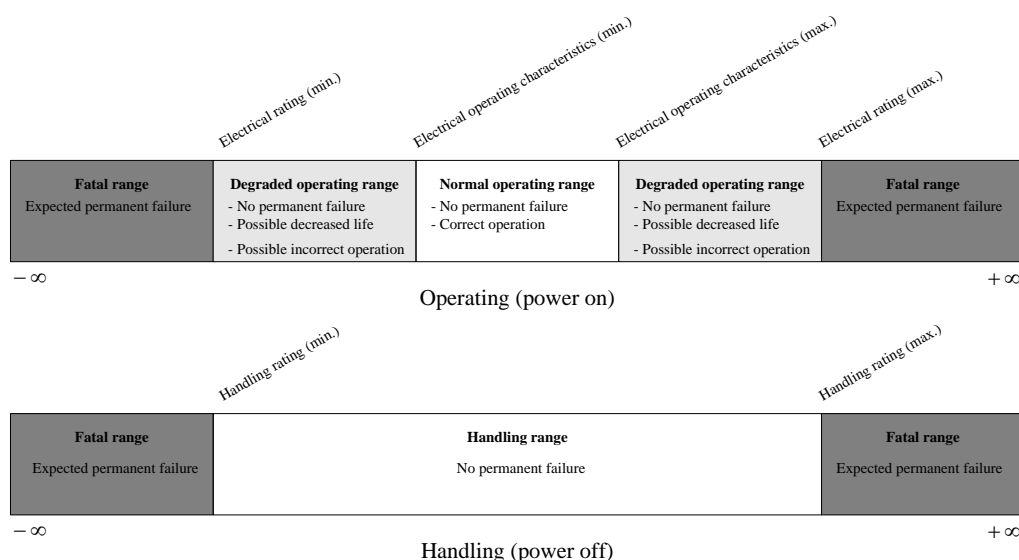 Electrical rating (min.)
Electrical operating characteristics (min.)
Electrical operating characteristics (max.)
Electrical rating (max.)
Fatal range
Expected permanent failure
Degraded operating range
- No permanent failure
- Possible decreased life
- Possible incorrect operation
Normal operating range
- No permanent failure
- Correct operation
Degraded operating range
- No permanent failure
- Possible decreased life
- Possible incorrect operation
Fatal range
Expected permanent failure
– ∞
+ ∞
Operating (power on)
Handling rating (min.)
Handling rating (max.)
Fatal range
Expected permanent failure
Handling range
No permanent failure
Fatal range
Expected permanent failure
– ∞
+ ∞
Handling (power off)